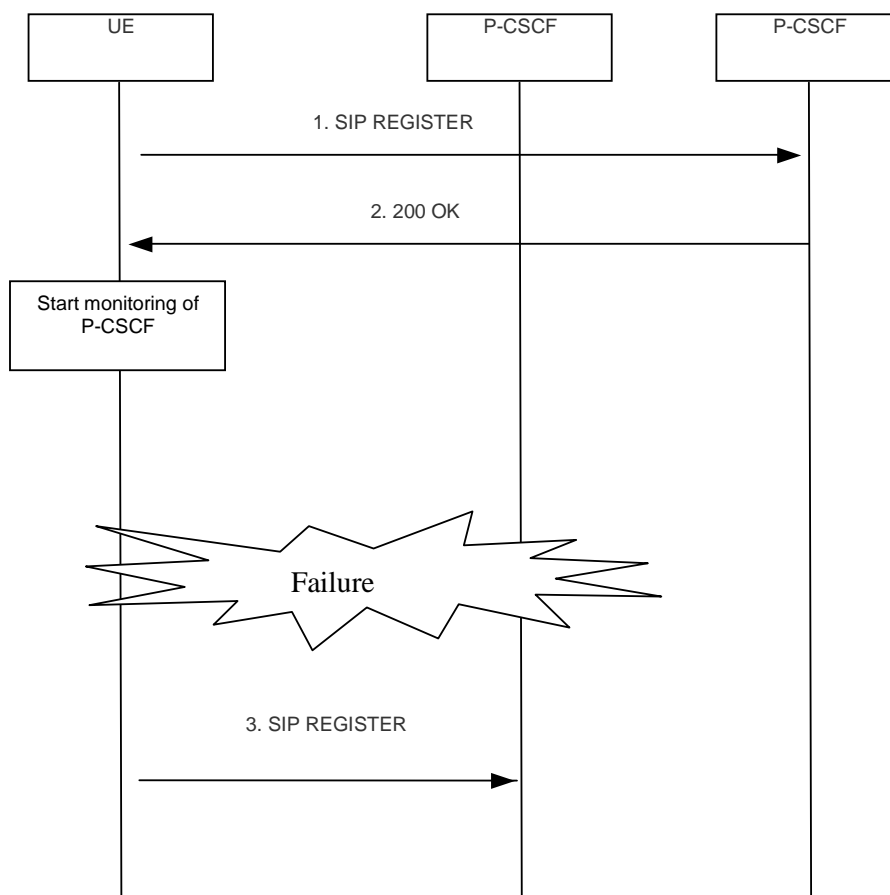 UE
P-CSCF
P-CSCF
1. SIP REGISTER
2. 200 OK
Start monitoring of
P-CSCF
Failure
3. SIP REGISTER